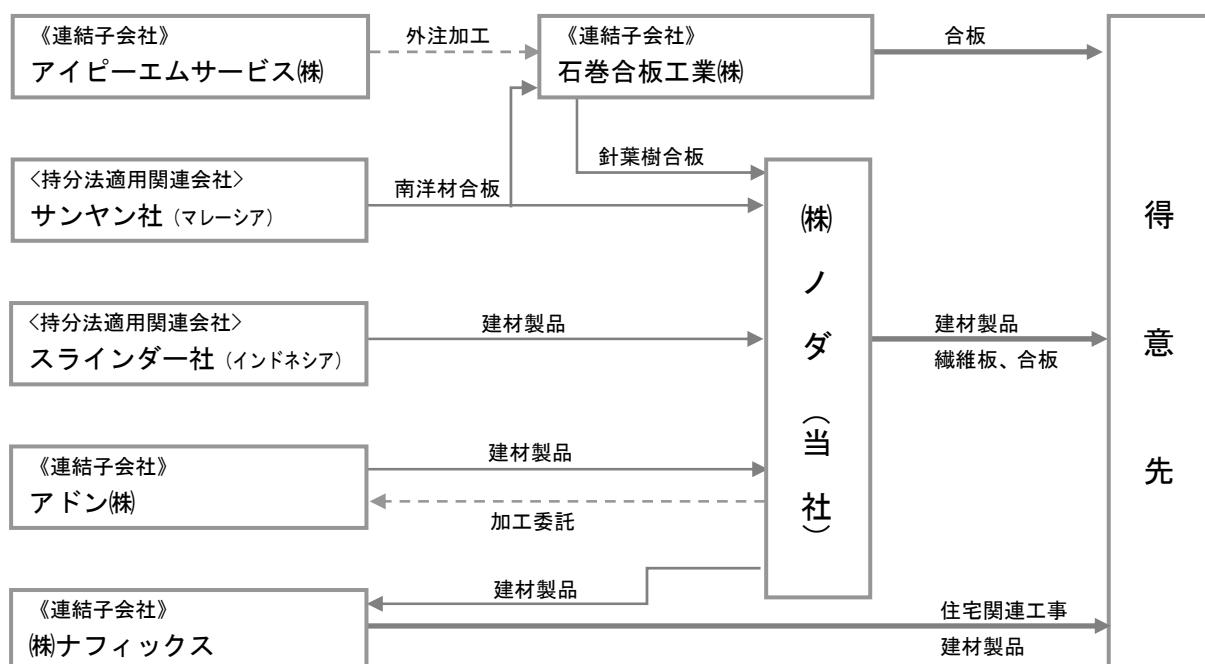 《連結子会社》
アイピーエムサービス㈱
外注加工
《連結子会社》
石巻合板工業㈱
合板
針葉樹合板
〈持分法適用関連会社〉
サンヤン社（マレーシア）
南洋材合板
〈持分法適用関連会社〉
スラインダー社（インドネシア）
建材製品
《連結子会社》
アドン㈱
建材製品
加工委託
㈱ノダ（当社）
建材製品
繊維板、合板
得意先
《連結子会社》
㈱ナフィックス
建材製品
住宅関連工事
建材製品